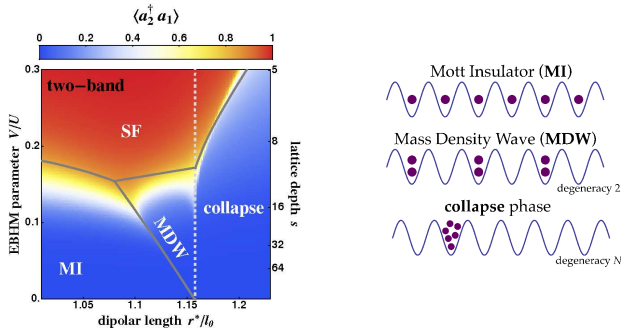 ⟨a₂† a₁⟩
0 0.2 0.4 0.6 0.8 1
two-band
SF
MI
MDW
collapse
0.3
0.2
0.1
0.
EBHM parameter V/U
5
8
16
32
64
lattice depth s
1.05 1.1 1.15 1.2
dipolar length r*/l₀
Mott Insulator (MI)
Mass Density Wave (MDW)
degeneracy 2
collapse phase
degeneracy N